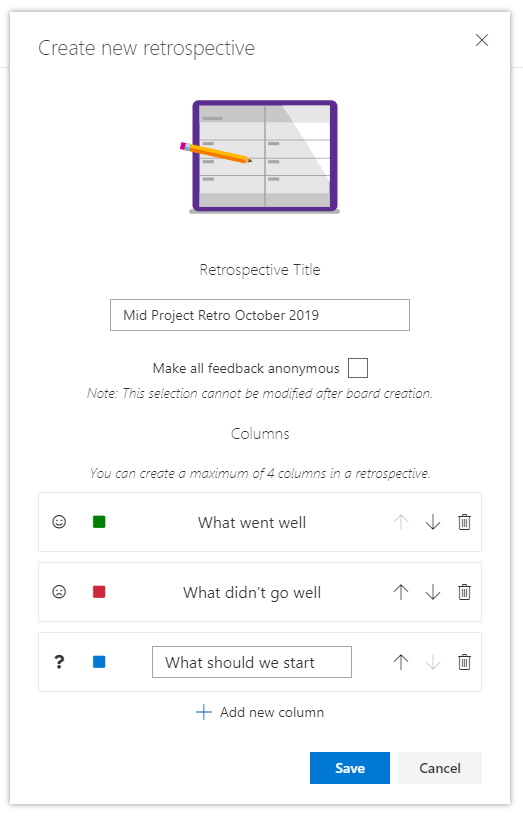 Create new retrospective
Retrospective Title
Mid Project Retro October 2019
Make all feedback anonymous
Note: This selection cannot be modified after board creation.
Columns
You can create a maximum of 4 columns in a retrospective.
What went well
What didn't go well
? What should we start
Add new column
Save Cancel